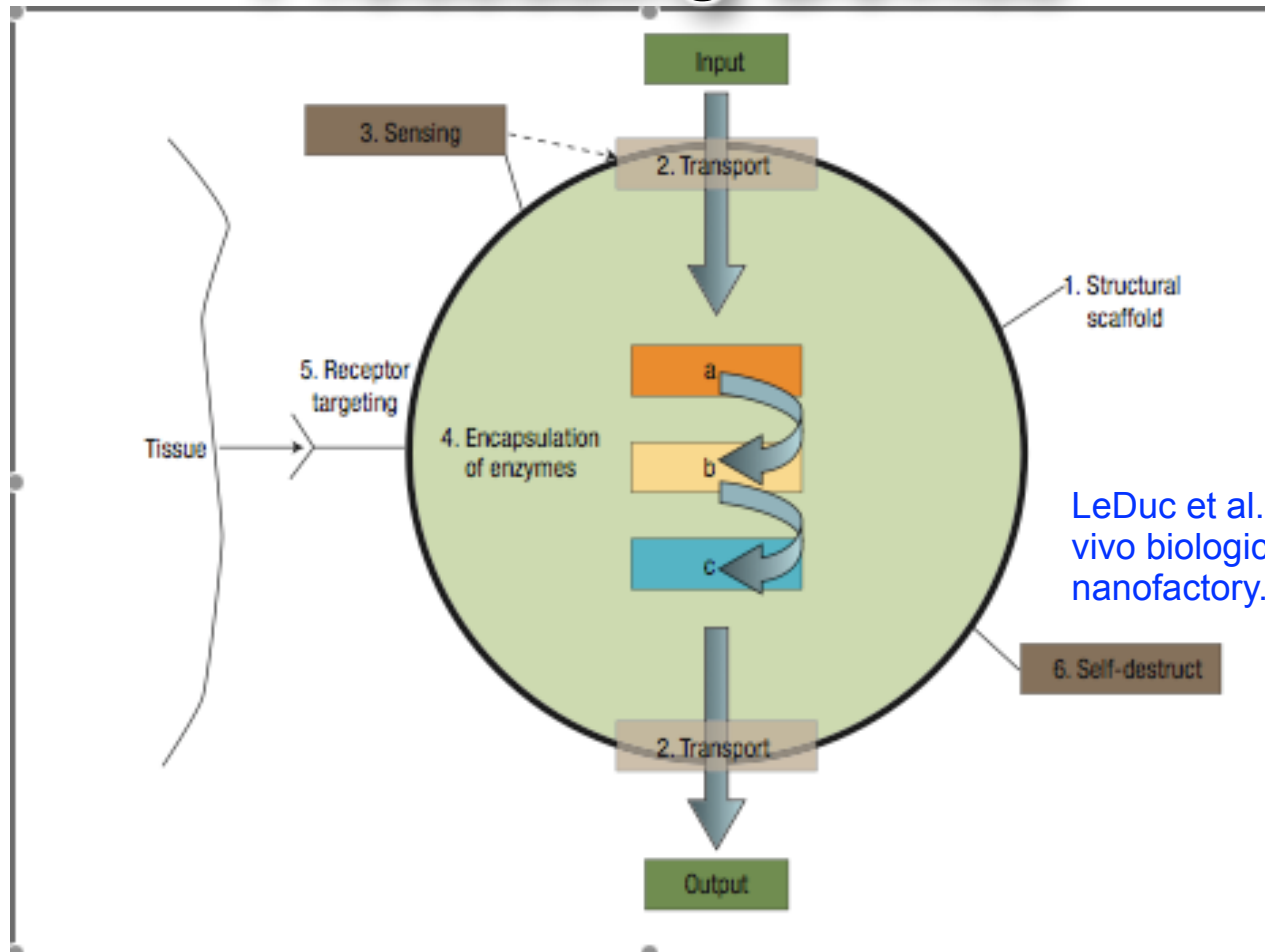 Input
3. Sensing
2. Transport
1. Structural
scaffold
a
5. Receptor
targeting
4. Encapsulation
of enzymes
Tissue
b
LeDuc et al.
vivo biologic
nanofactory.
c
6. Self-destruct
2. Transport
Output